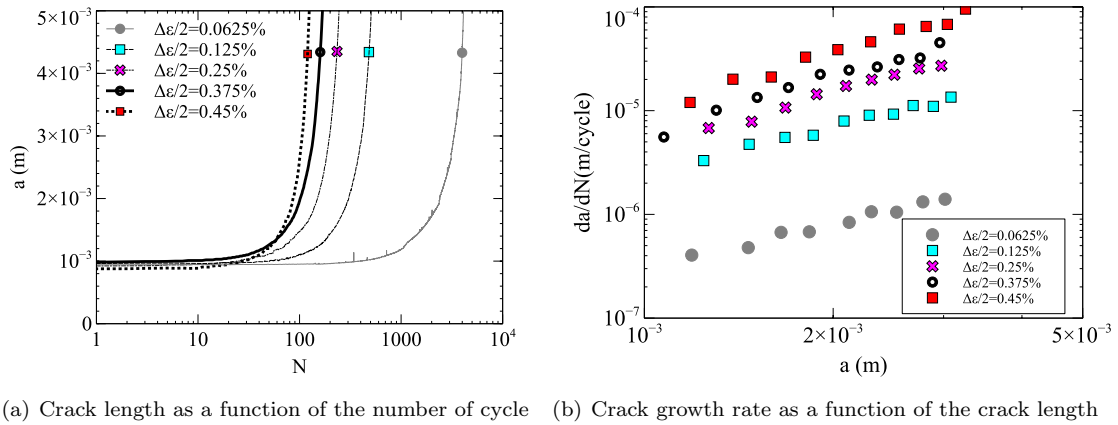 5×10⁻³
4×10⁻³
3×10⁻³
2×10⁻³
1×10⁻³
0
a (m)
Δε/2=0.0625%
Δε/2=0.125%
Δε/2=0.25%
Δε/2=0.375%
Δε/2=0.45%
1 10 100 1000 10⁴
N
10⁻⁴
10⁻⁵
10⁻⁶
10⁻⁷
da/dN(m/cycle)
Δε/2=0.0625%
Δε/2=0.125%
Δε/2=0.25%
Δε/2=0.375%
Δε/2=0.45%
10⁻³ 2×10⁻³ 5×10⁻³
a (m)
(a) Crack length as a function of the number of cycle
(b) Crack growth rate as a function of the crack length